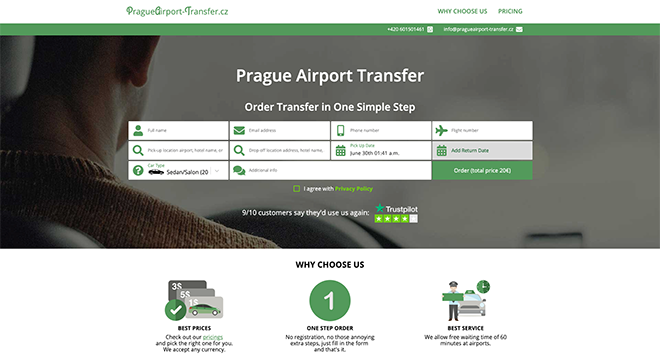 PragueAirport-Transfer.cz
WHY CHOOSE US
PRICING
+420 601501461
info@pragueairport-transfer.cz
Prague Airport Transfer
Order Transfer in One Simple Step
Full name
Email address
Phone number
Flight number
Pick-up location airport, hotel name, or
Drop-off location address, hotel name,
Pick Up Date
June 30th 01:41 a.m.
Add Return Date
Car Type
Sedan/Salon (20
Additional info
Order (total price 20€)
I agree with Privacy Policy
9/10 customers say they'd use us again:
Trustpilot
WHY CHOOSE US
3$
5$
1$
1
BEST PRICES
Check out our pricings
and pick the right one for you.
We accept any currency.
ONE STEP ORDER
No registration, no those annoying
extra steps, just fill in the form
and that's it.
BEST SERVICE
We allow free waiting time of 60
minutes at airports.